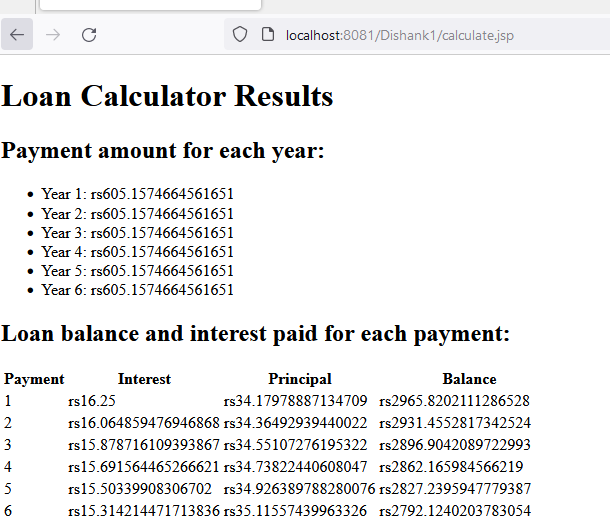 localhost:8081/Dishank1/calculate.jsp
Loan Calculator Results
Payment amount for each year:
• Year 1: rs605.1574664561651
• Year 2: rs605.1574664561651
• Year 3: rs605.1574664561651
• Year 4: rs605.1574664561651
• Year 5: rs605.1574664561651
• Year 6: rs605.1574664561651
Loan balance and interest paid for each payment:
Payment Interest Principal Balance
1 rs16.25 rs34.17978887134709 rs2965.8202111286528
2 rs16.064859476946868 rs34.36492939440022 rs2931.4552817342524
3 rs15.878716109393867 rs34.55107276195322 rs2896.9042089722993
4 rs15.691564465266621 rs34.73822440608047 rs2862.165984566219
5 rs15.50339908306702 rs34.926389788280076 rs2827.2395947779387
6 rs15.314214471713836 rs35.11557439963326 rs2792.1240203783054